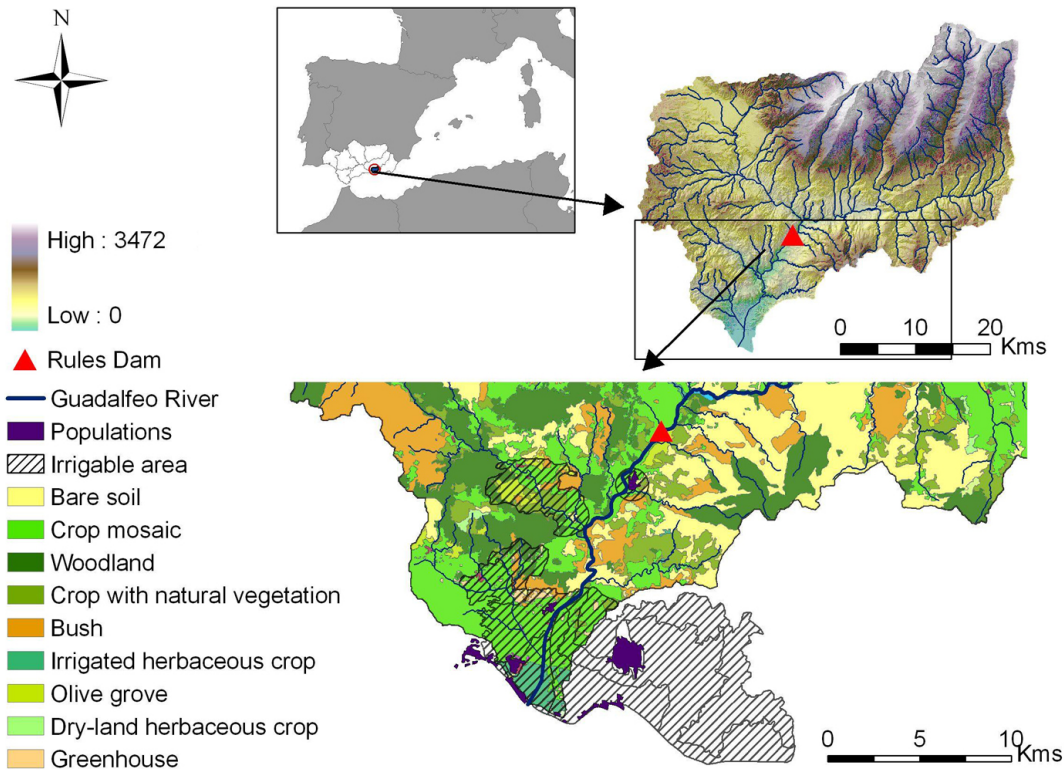 N
High : 3472
Low : 0
Rules Dam
Guadalfeo River
Populations
Irrigable area
Bare soil
Crop mosaic
Woodland
Crop with natural vegetation
Bush
Irrigated herbaceous crop
Olive grove
Dry-land herbaceous crop
Greenhouse
0 10 20
Kms
0 5 10
Kms